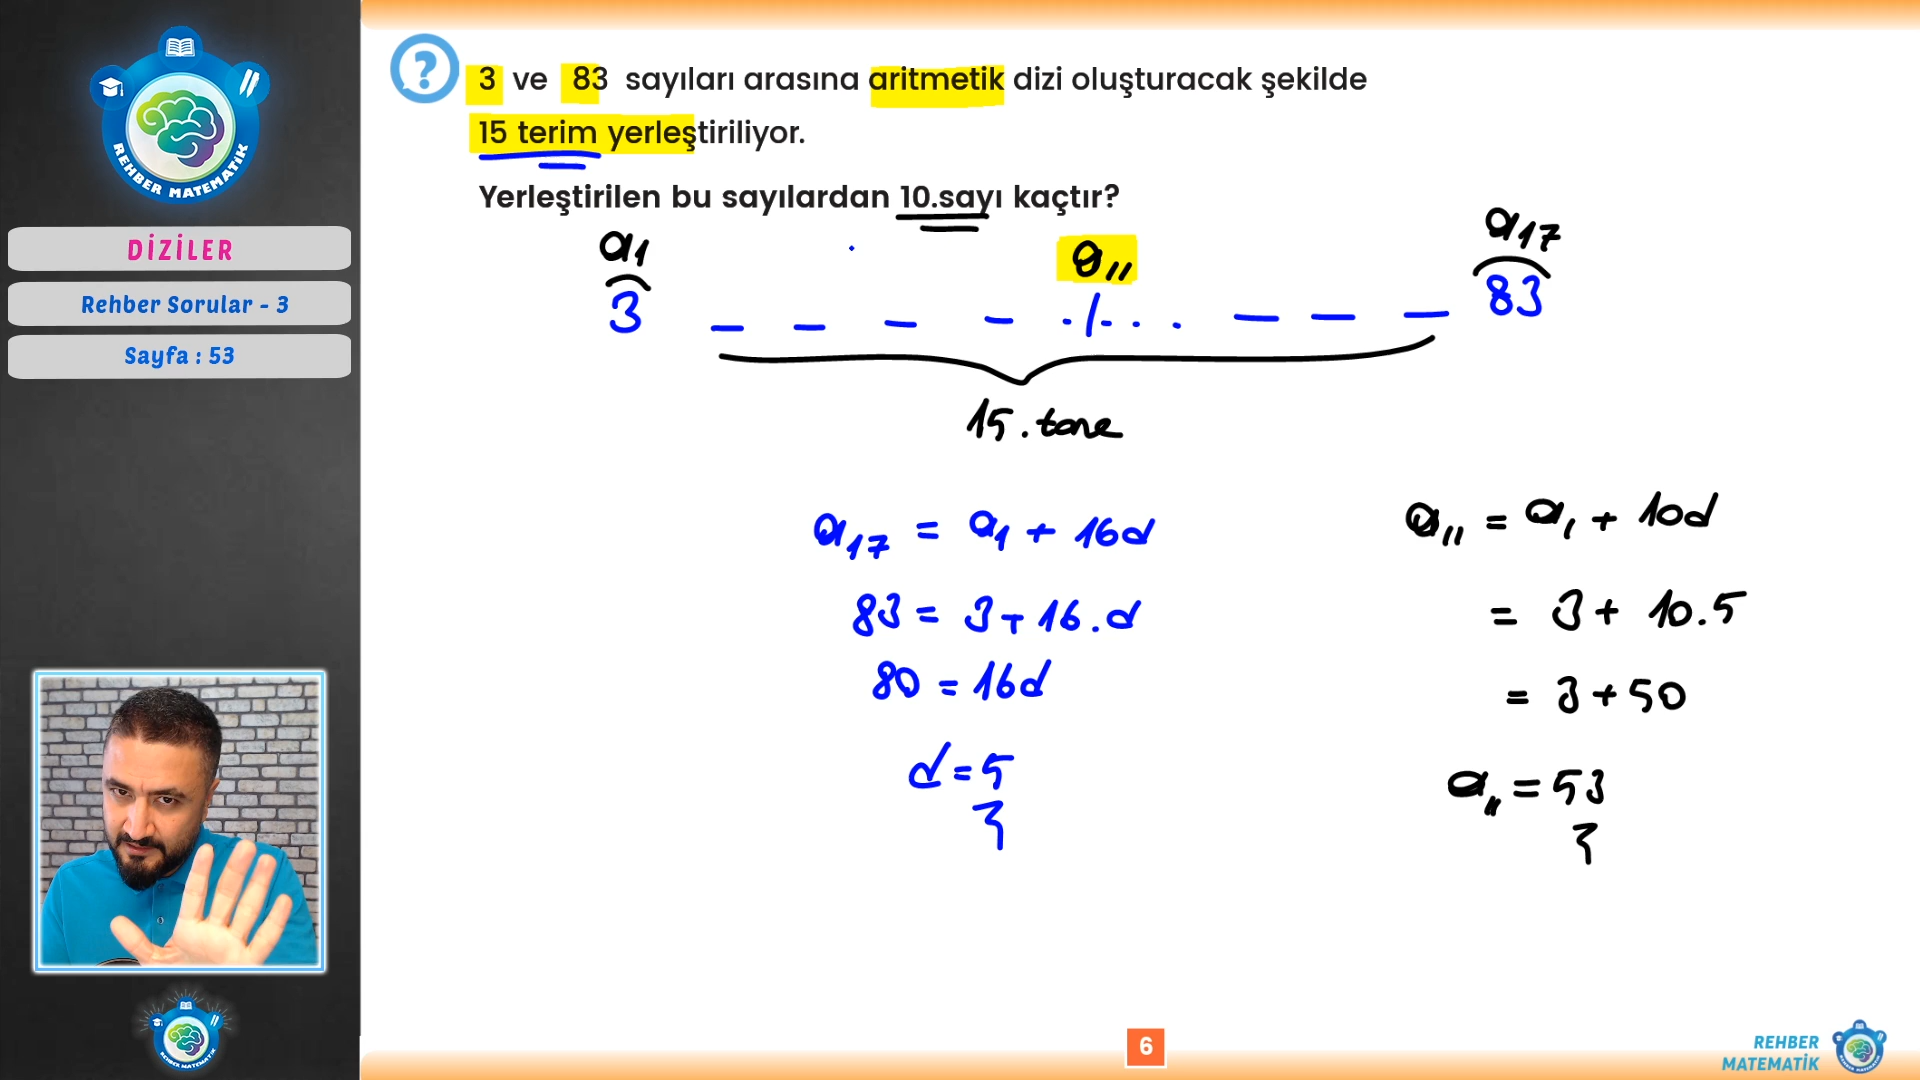 REHBER MATEMATİK
DİZİLER
Rehber Sorular - 3
Sayfa : 53
?
3 ve 83 sayıları arasına aritmetik dizi oluşturacak şekilde
15 terim yerleştiriliyor.
Yerleştirilen bu sayılardan 10.sayı kaçtır?
a₁ a₁₁ a₁₇
3 _ _ _ _ . / . . . . _ _ _ 83
15.tane
a₁₇ = a₁ + 16d
83 = 3 + 16.d
80 = 16d
d = 5
a₁₁ = a₁ + 10d
= 3 + 10.5
= 3 + 50
a₁₁ = 53
REHBER MATEMATİK
6
REHBER
MATEMATİK